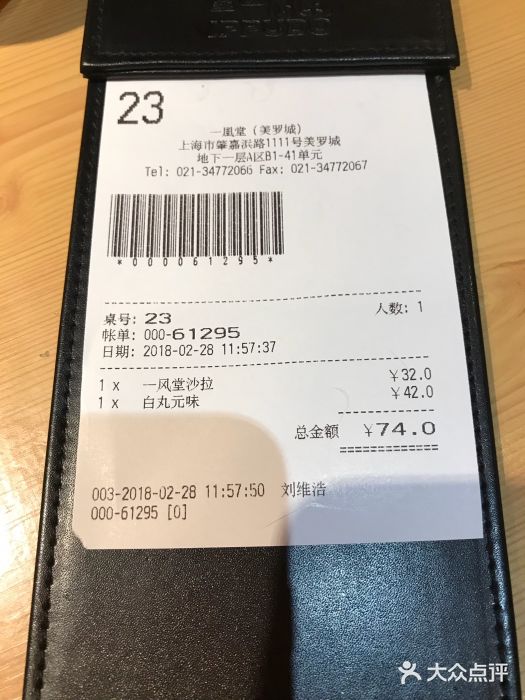 IPPUDO
23
一風堂（美罗城）
上海市肇嘉浜路1111号美罗城
地下一层A区B1-41单元
Tel: 021-34772066 Fax: 021-34772067
*000061295*
桌号: 23 人数: 1
帐单: 000-61295
日期: 2018-02-28 11:57:37
1 x 一风堂沙拉 ￥32.0
1 x 白丸元味 ￥42.0
总金额 ￥74.0
003-2018-02-28 11:57:50 刘维浩
000-61295 [0]
大众点评